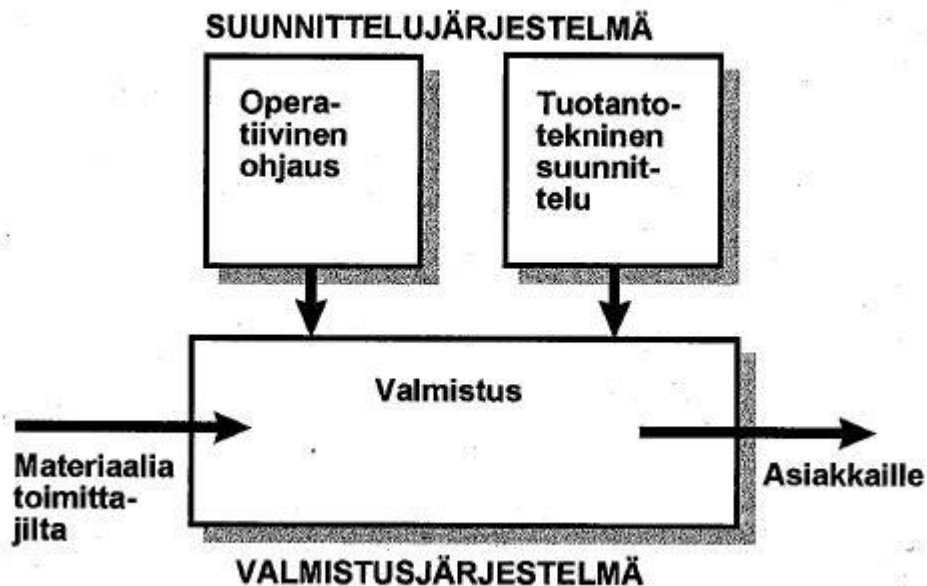 SUUNNITTELUJÄRJESTELMÄ
Opera-
tiivinen
ohjaus
Tuotanto-
tekninen
suunnit-
telu
Valmistus
Materiaalia
toimitta-
jilta
Asiakkaille
VALMISTUSJÄRJESTELMÄ